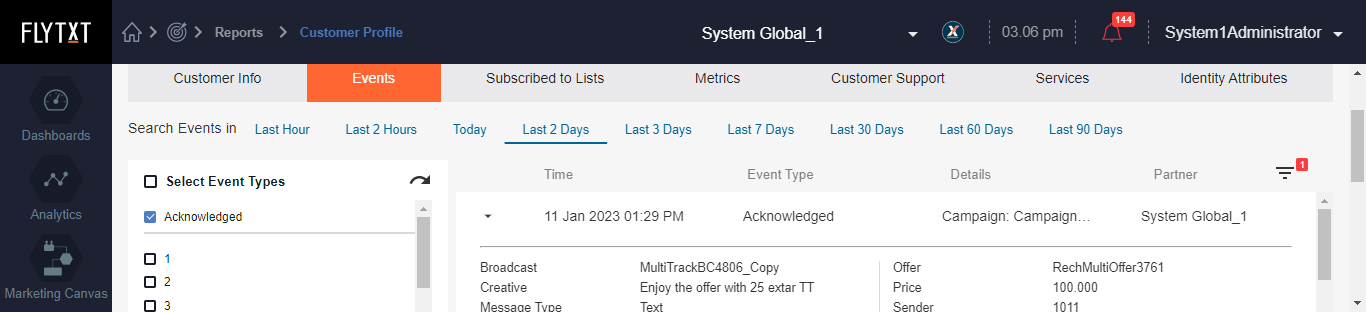 FLYTXT
Reports
Customer Profile
System Global_1
03.06 pm
144
System1Administrator
Dashboards
Analytics
Marketing Canvas
Customer Info
Events
Subscribed to Lists
Metrics
Customer Support
Services
Identity Attributes
Search Events in
Last Hour
Last 2 Hours
Today
Last 2 Days
Last 3 Days
Last 7 Days
Last 30 Days
Last 60 Days
Last 90 Days
Select Event Types
Acknowledged
1
2
3
Time
Event Type
Details
Partner
1
11 Jan 2023 01:29 PM
Acknowledged
Campaign: Campaign…
System Global_1
Broadcast
MultiTrackBC4806_Copy
Creative
Enjoy the offer with 25 extar TT
Message Type
Text
Offer
RechMultiOffer3761
Price
100.000
Sender
1011